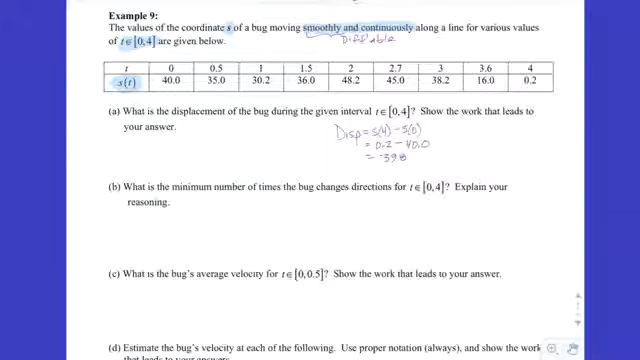 Example 9:
The values of the coordinate s of a bug moving smoothly and continuously along a line for various values
of t∈[0,4] are given below.
Diff'able
t 0 0.5 1 1.5 2 2.7 3 3.6 4
s(t) 40.0 35.0 30.2 36.0 48.2 45.0 38.2 16.0 0.2
(a) What is the displacement of the bug during the given interval t∈[0,4]? Show the work that leads to
your answer.
Disp = s(4) - s(0)
= 0.2 - 40.0
= -39.8
(b) What is the minimum number of times the bug changes directions for t∈[0,4]? Explain your
reasoning.
(c) What is the bug's average velocity for t∈[0,0.5]? Show the work that leads to your answer.
(d) Estimate the bug's velocity at each of the following. Use proper notation (always), and show the work
that leads to your answer.